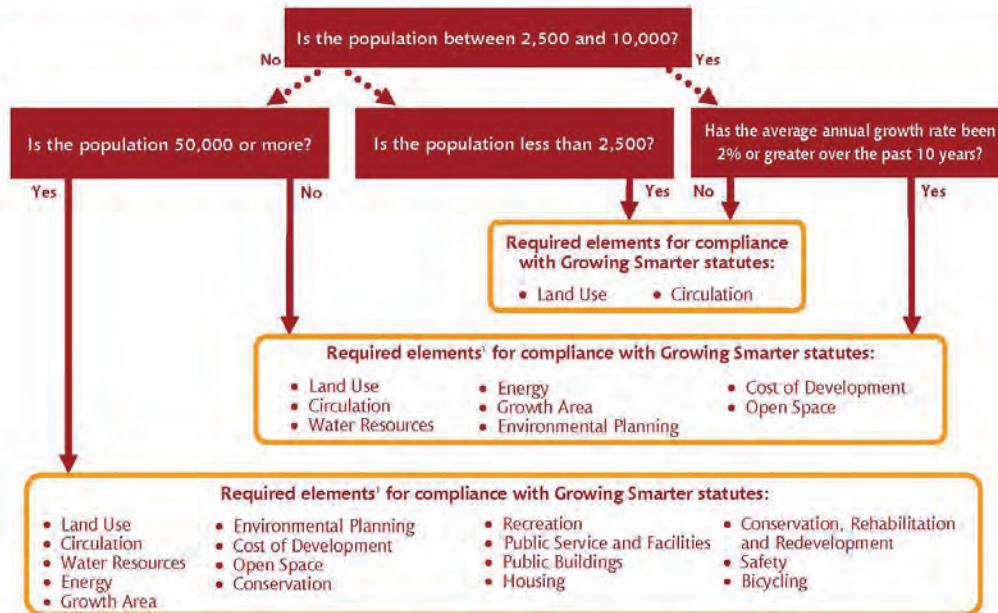 Is the population between 2,500 and 10,000?
No
Yes
Is the population 50,000 or more?
Is the population less than 2,500?
Has the average annual growth rate been
2% or greater over the past 10 years?
Yes
No
Yes
No
Yes
Required elements for compliance
with Growing Smarter statutes:
• Land Use
• Circulation
Required elements¹ for compliance with Growing Smarter statutes:
• Land Use
• Circulation
• Water Resources
• Energy
• Growth Area
• Environmental Planning
• Cost of Development
• Open Space
Required elements¹ for compliance with Growing Smarter statutes:
• Land Use
• Circulation
• Water Resources
• Energy
• Growth Area
• Environmental Planning
• Cost of Development
• Open Space
• Conservation
• Recreation
• Public Service and Facilities
• Public Buildings
• Housing
• Conservation, Rehabilitation
and Redevelopment
• Safety
• Bicycling